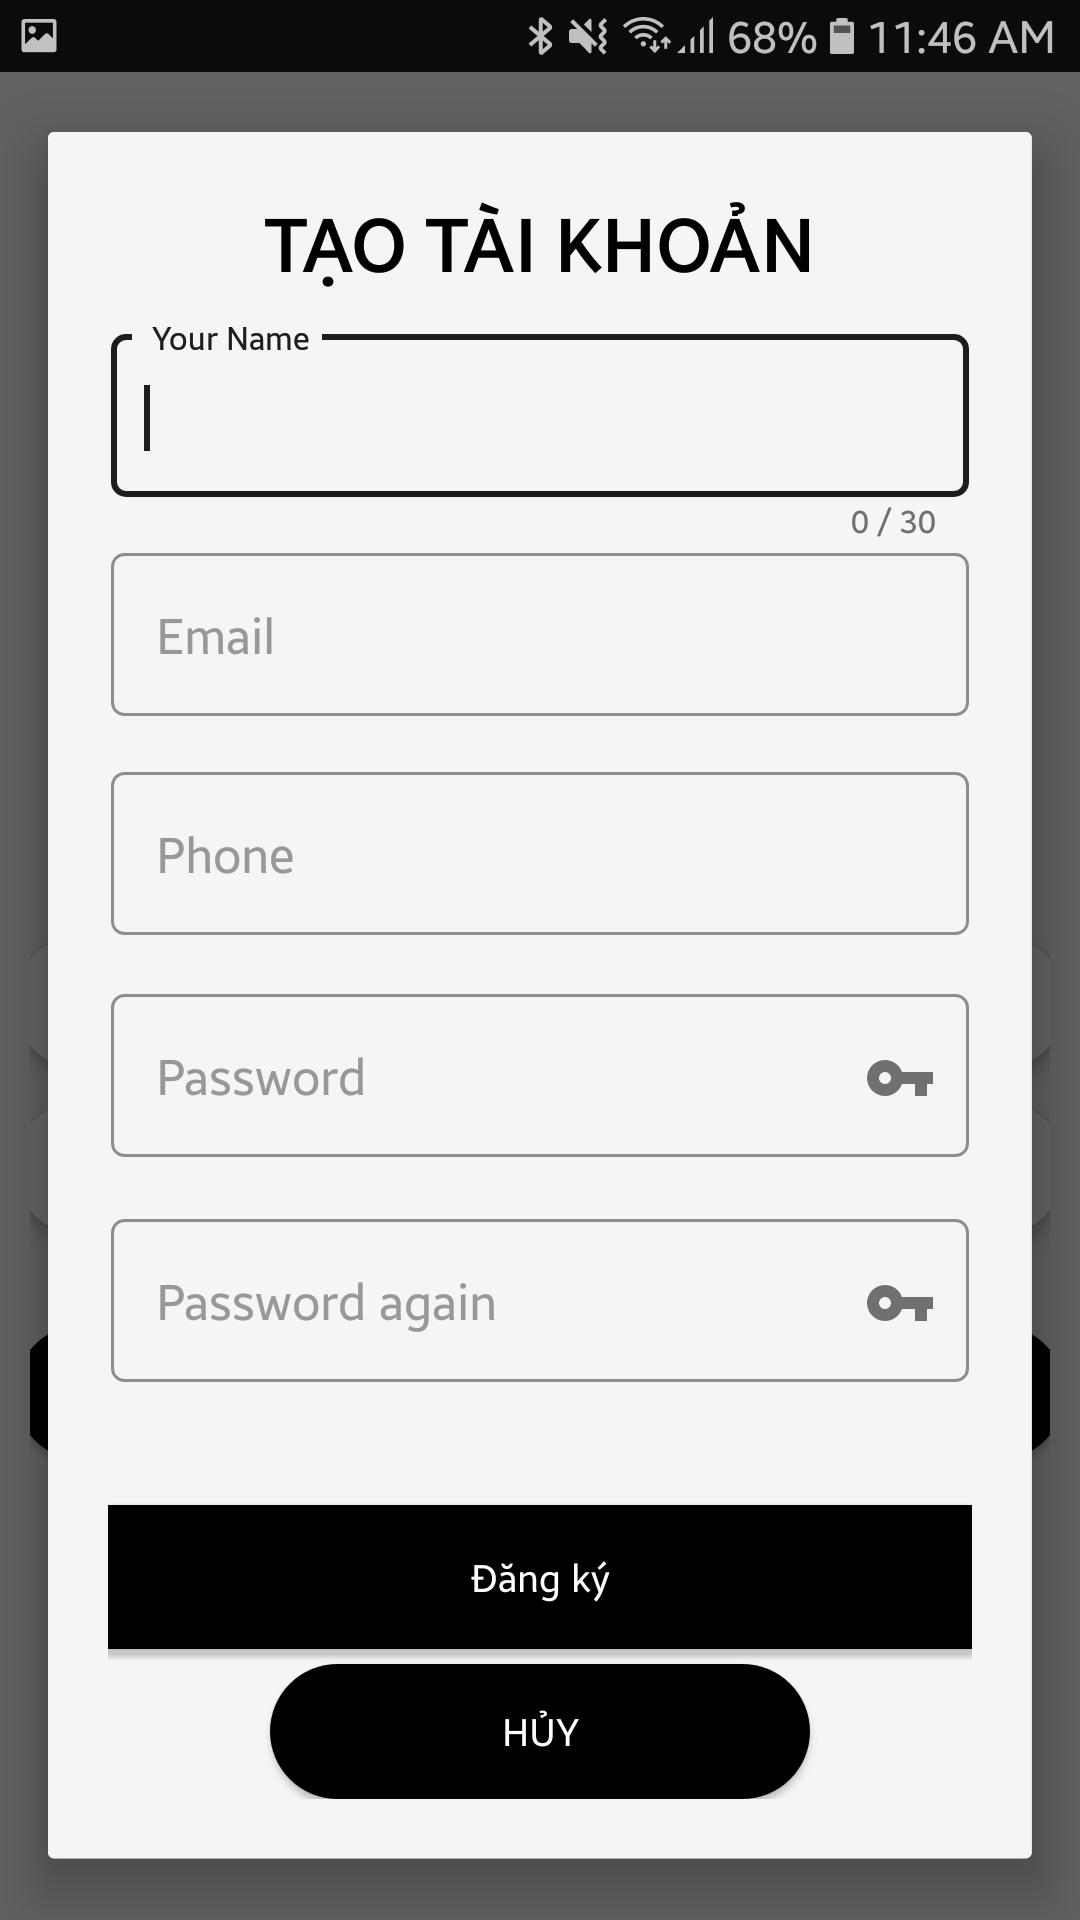 68% 11:46 AM
TẠO TÀI KHOẢN
Your Name
0 / 30
Email
Phone
Password
Password again
Đăng ký
HỦY